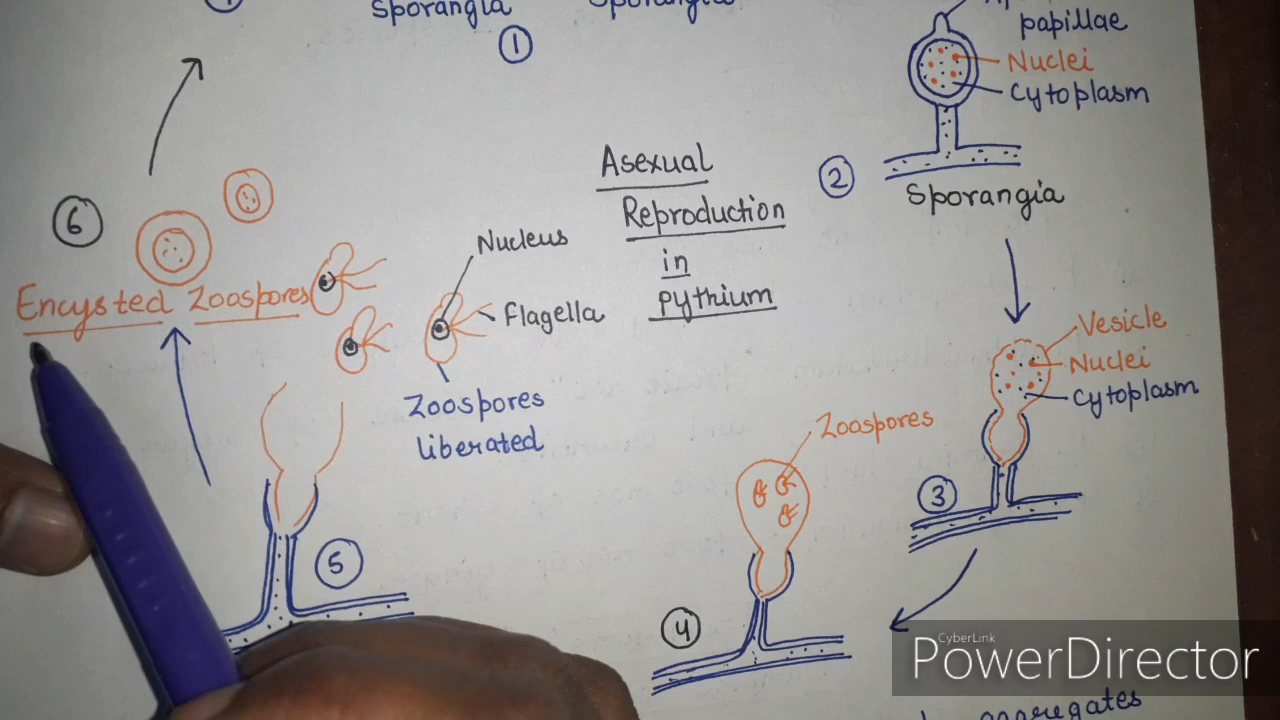 Sporangia
Sporangia
1
papillae
Nuclei
Cytoplasm
2
Sporangia
Asexual
Reproduction
in
pythium
6
Encysted Zoospores
Nucleus
Flagella
Zoospores
liberated
Vesicle
Nuclei
Cytoplasm
3
Zoospores
4
5
CyberLink
PowerDirector
aggregates